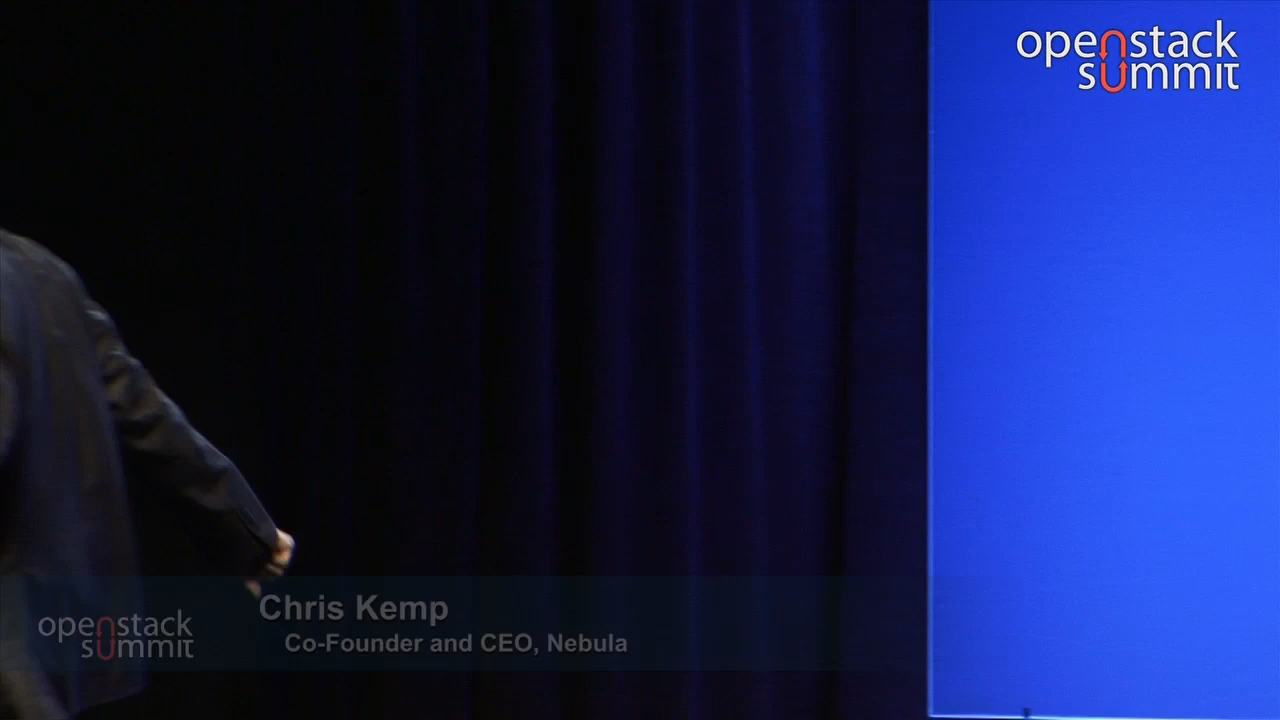 openstack
summit
Chris Kemp
Co-Founder and CEO, Nebula
openstack
summit